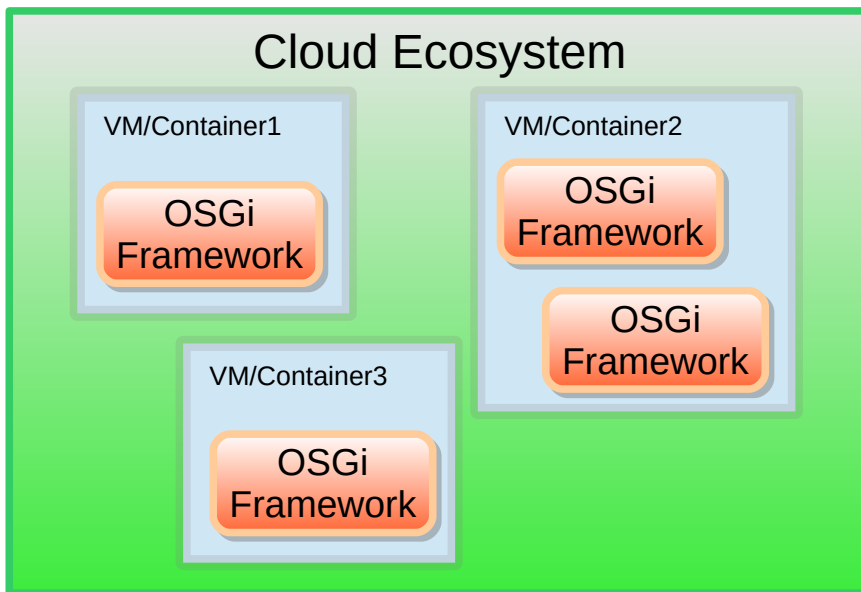 Cloud Ecosystem
VM/Container1
OSGi
Framework
VM/Container2
OSGi
Framework
OSGi
Framework
VM/Container3
OSGi
Framework